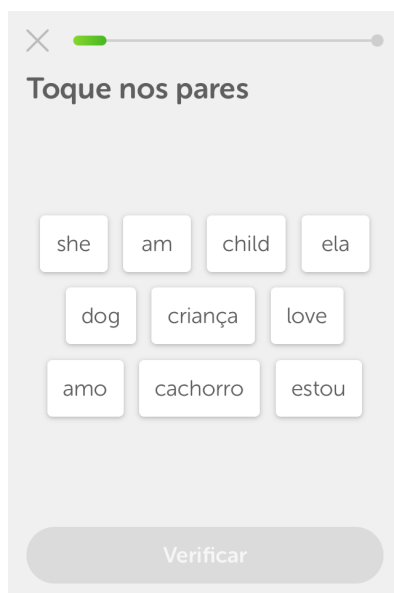 Toque nos pares
she am child ela
dog criança love
amo cachorro estou
Verificar